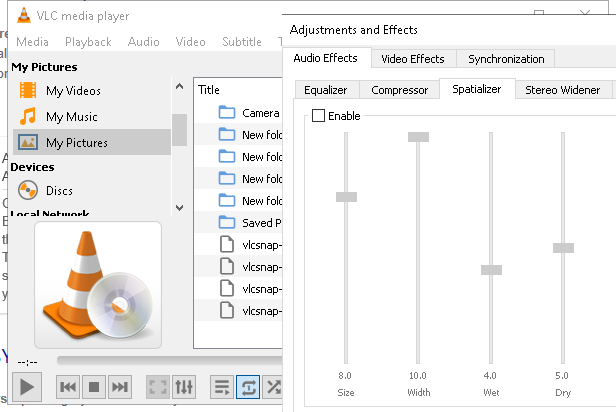 VLC media player
Media Playback Audio Video Subtitle
My Pictures
My Videos
My Music
My Pictures
Devices
Discs
Local Network
Title
Camera
New fold
New fold
New fold
New fold
Saved P
vlcsnap-
vlcsnap-
vlcsnap-
vlcsnap-
--:--
Adjustments and Effects
Audio Effects Video Effects Synchronization
Equalizer Compressor Spatializer Stereo Widener
Enable
8.0 10.0 4.0 5.0
Size Width Wet Dry